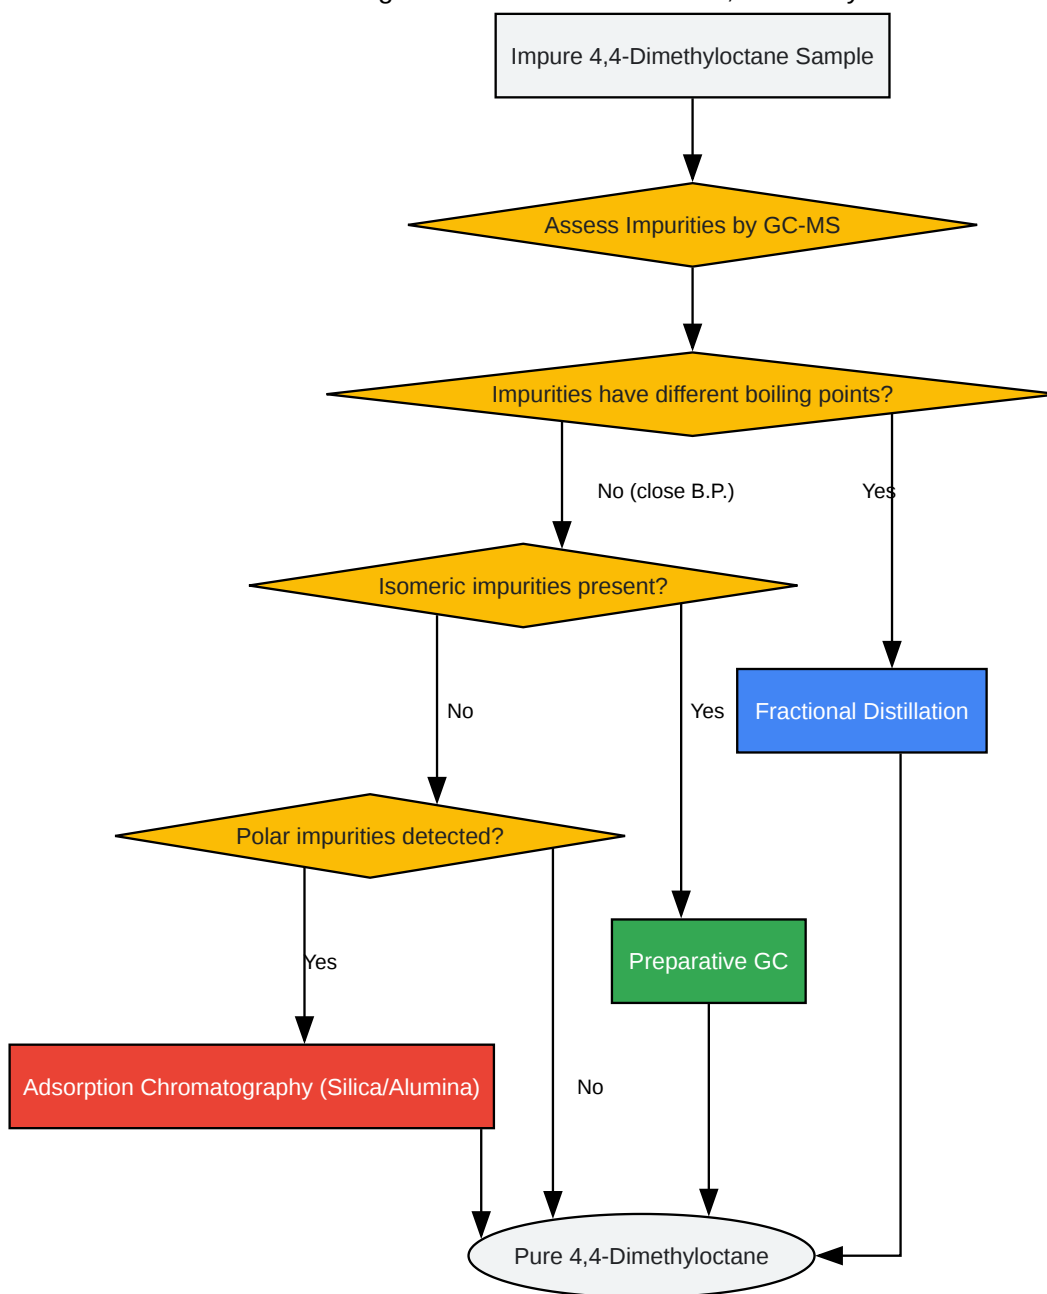 Impure 4,4-Dimethyloctane Sample
Assess Impurities by GC-MS
Impurities have different boiling points?
No (close B.P.)
Yes
Isomeric impurities present?
No
Yes
Fractional Distillation
Polar impurities detected?
Yes
Preparative GC
Adsorption Chromatography (Silica/Alumina)
No
Pure 4,4-Dimethyloctane